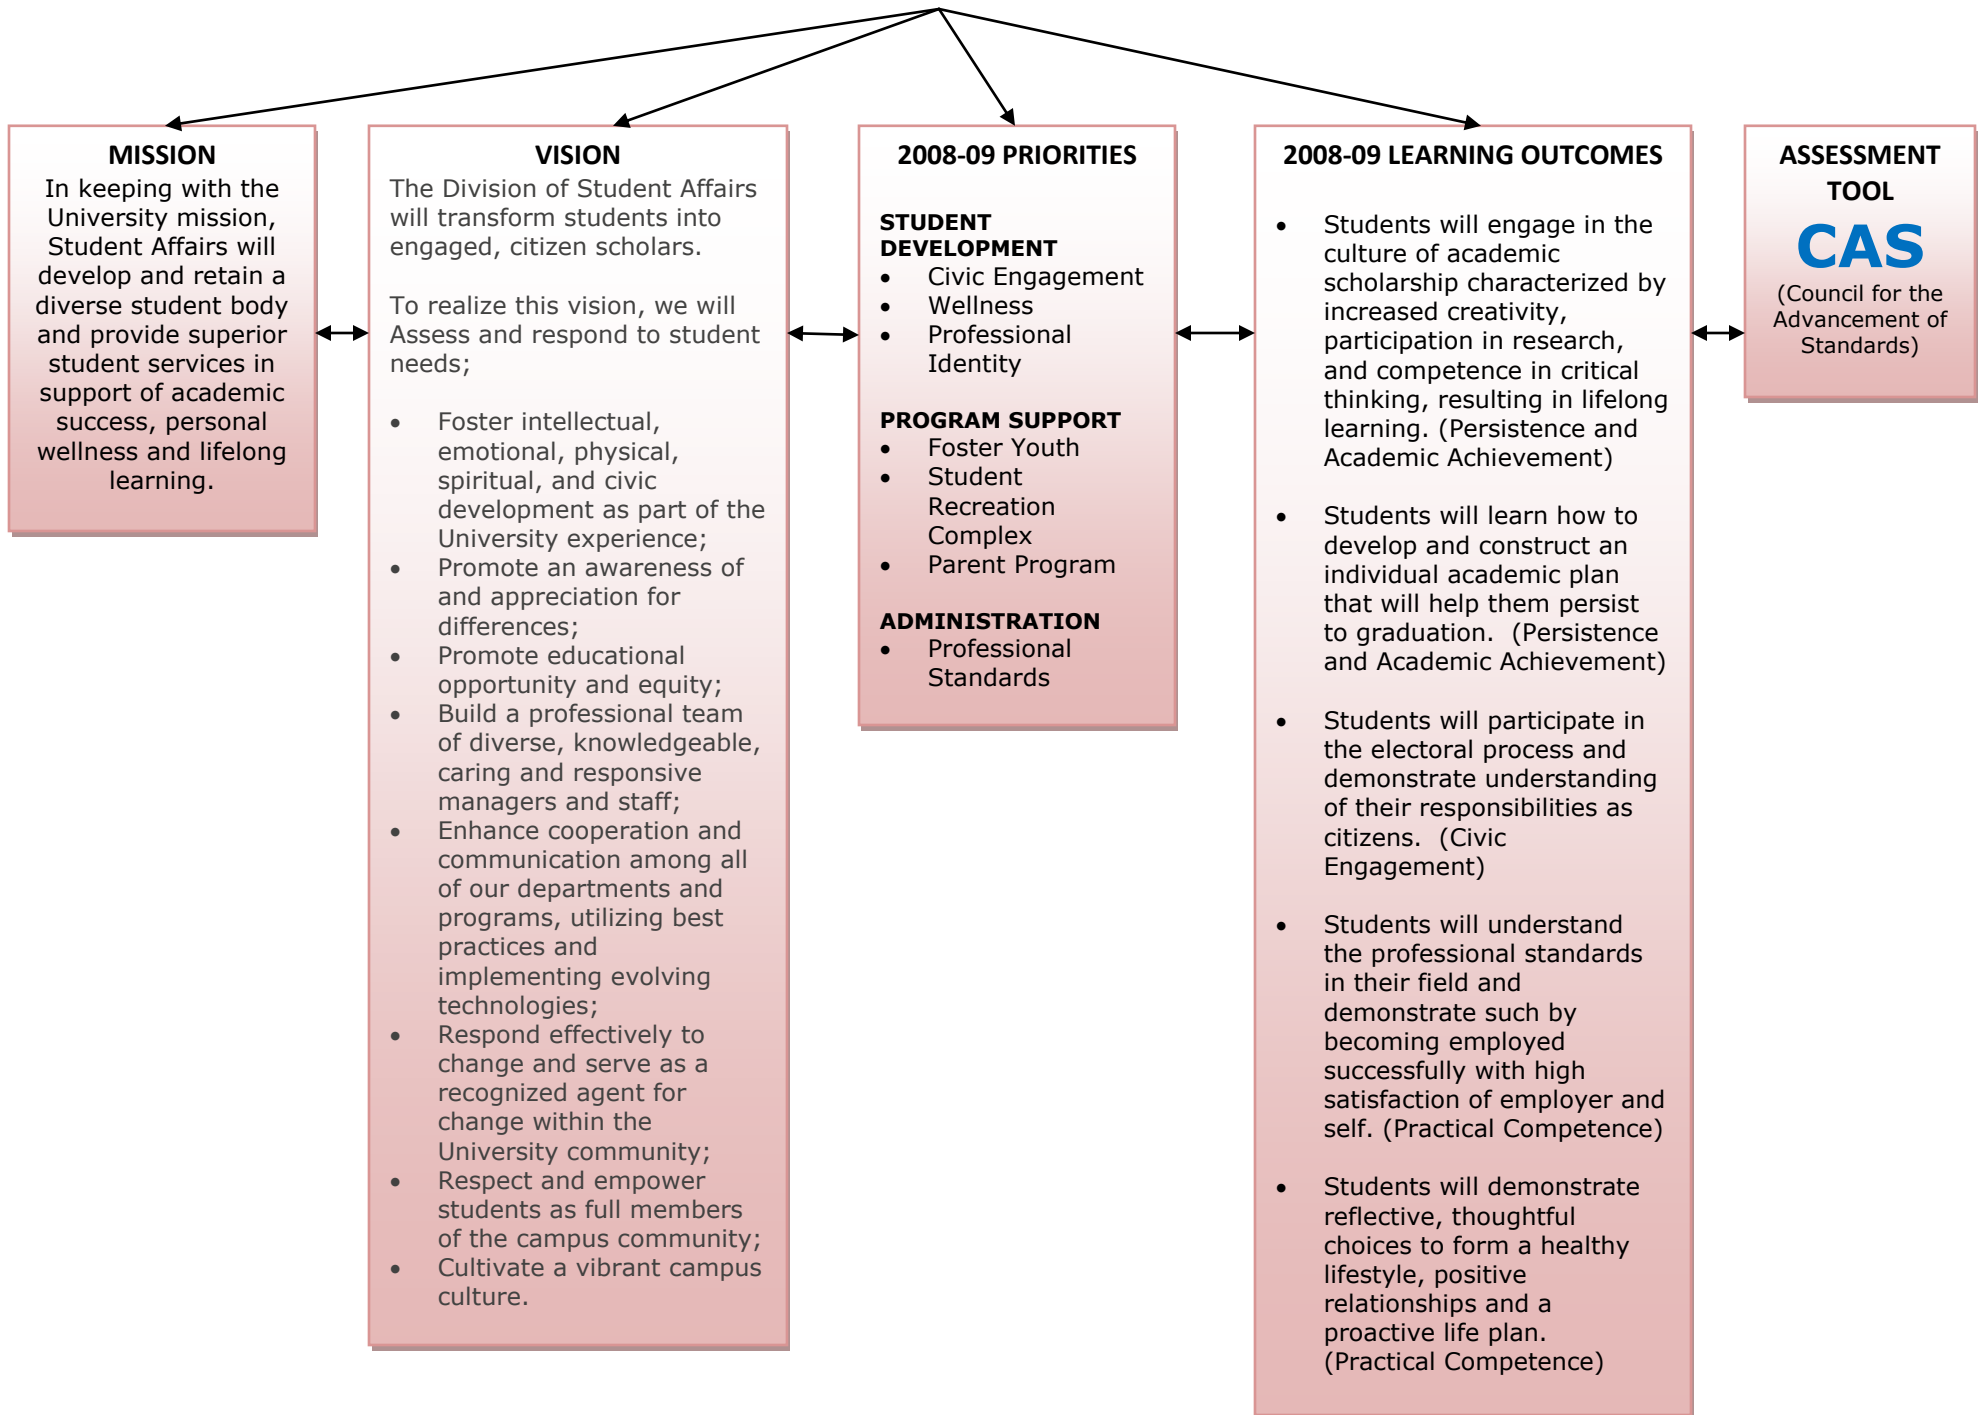 MISSION
In keeping with the
University mission,
Student Affairs will
develop and retain a
diverse student body
and provide superior
student services in
support of academic
success, personal
wellness and lifelong
learning.
VISION
The Division of Student Affairs
will transform students into
engaged, citizen scholars.
To realize this vision, we will
Assess and respond to student
needs;
• Foster intellectual,
emotional, physical,
spiritual, and civic
development as part of the
University experience;
• Promote an awareness of
and appreciation for
differences;
• Promote educational
opportunity and equity;
• Build a professional team
of diverse, knowledgeable,
caring and responsive
managers and staff;
• Enhance cooperation and
communication among all
of our departments and
programs, utilizing best
practices and
implementing evolving
technologies;
• Respond effectively to
change and serve as a
recognized agent for
change within the
University community;
• Respect and empower
students as full members
of the campus community;
• Cultivate a vibrant campus
culture.
2008-09 PRIORITIES
STUDENT
DEVELOPMENT
• Civic Engagement
• Wellness
• Professional
Identity
PROGRAM SUPPORT
• Foster Youth
• Student
Recreation
Complex
• Parent Program
ADMINISTRATION
• Professional
Standards
2008-09 LEARNING OUTCOMES
• Students will engage in the
culture of academic
scholarship characterized by
increased creativity,
participation in research,
and competence in critical
thinking, resulting in lifelong
learning. (Persistence and
Academic Achievement)
• Students will learn how to
develop and construct an
individual academic plan
that will help them persist
to graduation.  (Persistence
and Academic Achievement)
• Students will participate in
the electoral process and
demonstrate understanding
of their responsibilities as
citizens.  (Civic
Engagement)
• Students will understand
the professional standards
in their field and
demonstrate such by
becoming employed
successfully with high
satisfaction of employer and
self. (Practical Competence)
• Students will demonstrate
reflective, thoughtful
choices to form a healthy
lifestyle, positive
relationships and a
proactive life plan.
(Practical Competence)
ASSESSMENT
TOOL
CAS
(Council for the
Advancement of
Standards)